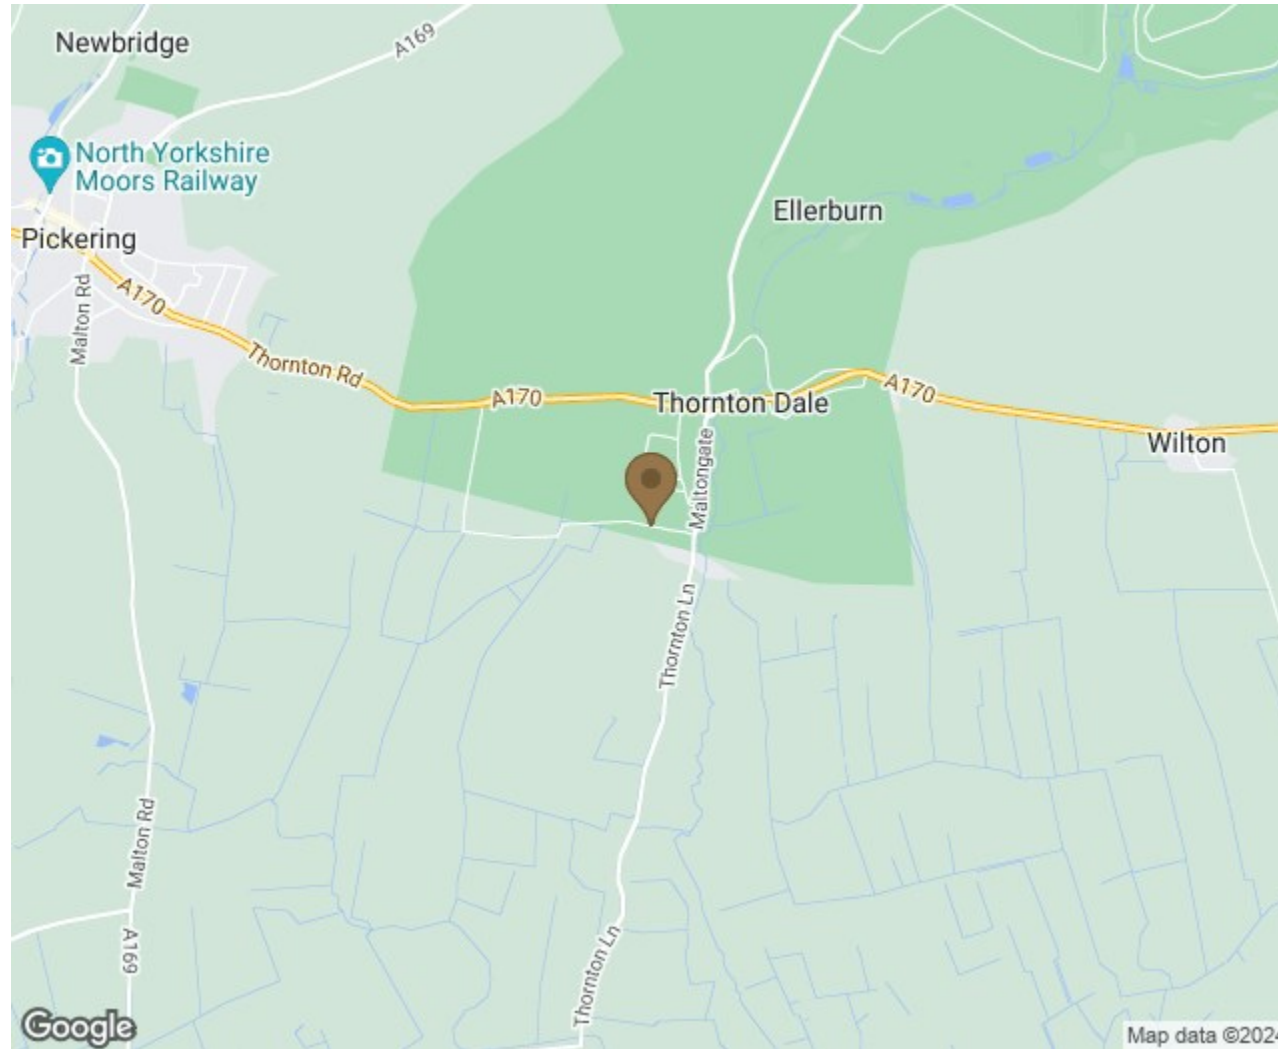 Newbridge
A169
North Yorkshire
Moors Railway
Ellerburn
Pickering
A170
Malton Rd
Thornton Rd
A170
A170
Thornton Dale
Wilton
Maltongate
Thornton Ln
Malton Rd
A169
Thornton Ln
Google
Map data ©2024